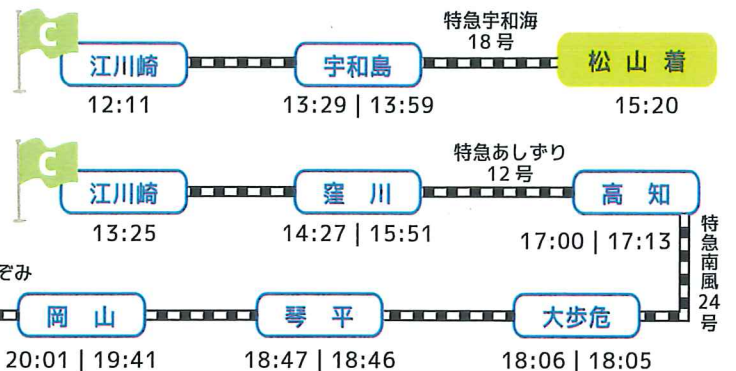 特急宇和海
18号
C
江川崎
宇和島
松山着
12:11
13:29 | 13:59
15:20
特急あしずり
12号
C
江川崎
窪川
高知
13:25
14:27 | 15:51
17:00 | 17:13
特急南風24号
ぞみ
岡山
琴平
大歩危
20:01 | 19:41
18:47 | 18:46
18:06 | 18:05